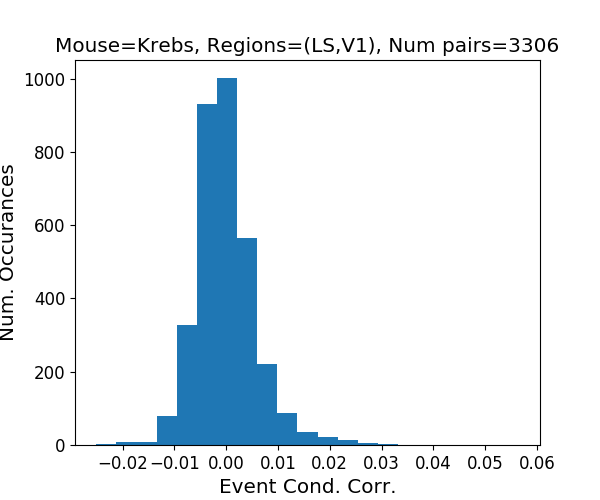 Mouse=Krebs, Regions=(LS,V1), Num pairs=3306
1000
800
600
400
200
0
Num. Occurances
−0.02 −0.01 0.00 0.01 0.02 0.03 0.04 0.05 0.06
Event Cond. Corr.